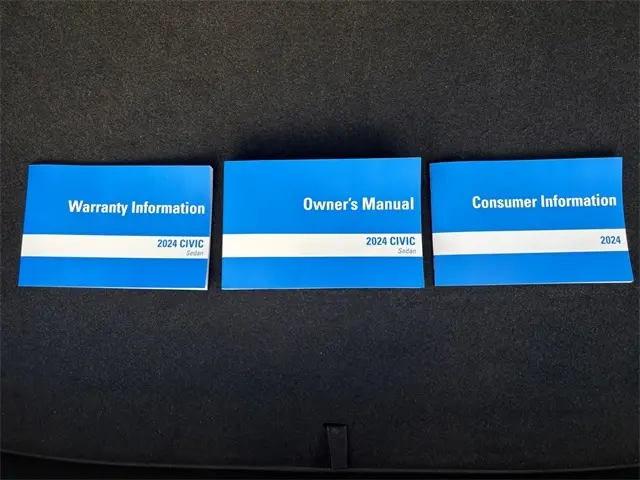 Warranty Information
2024 CIVIC
Sedan
Owner's Manual
2024 CIVIC
Sedan
Consumer Information
2024